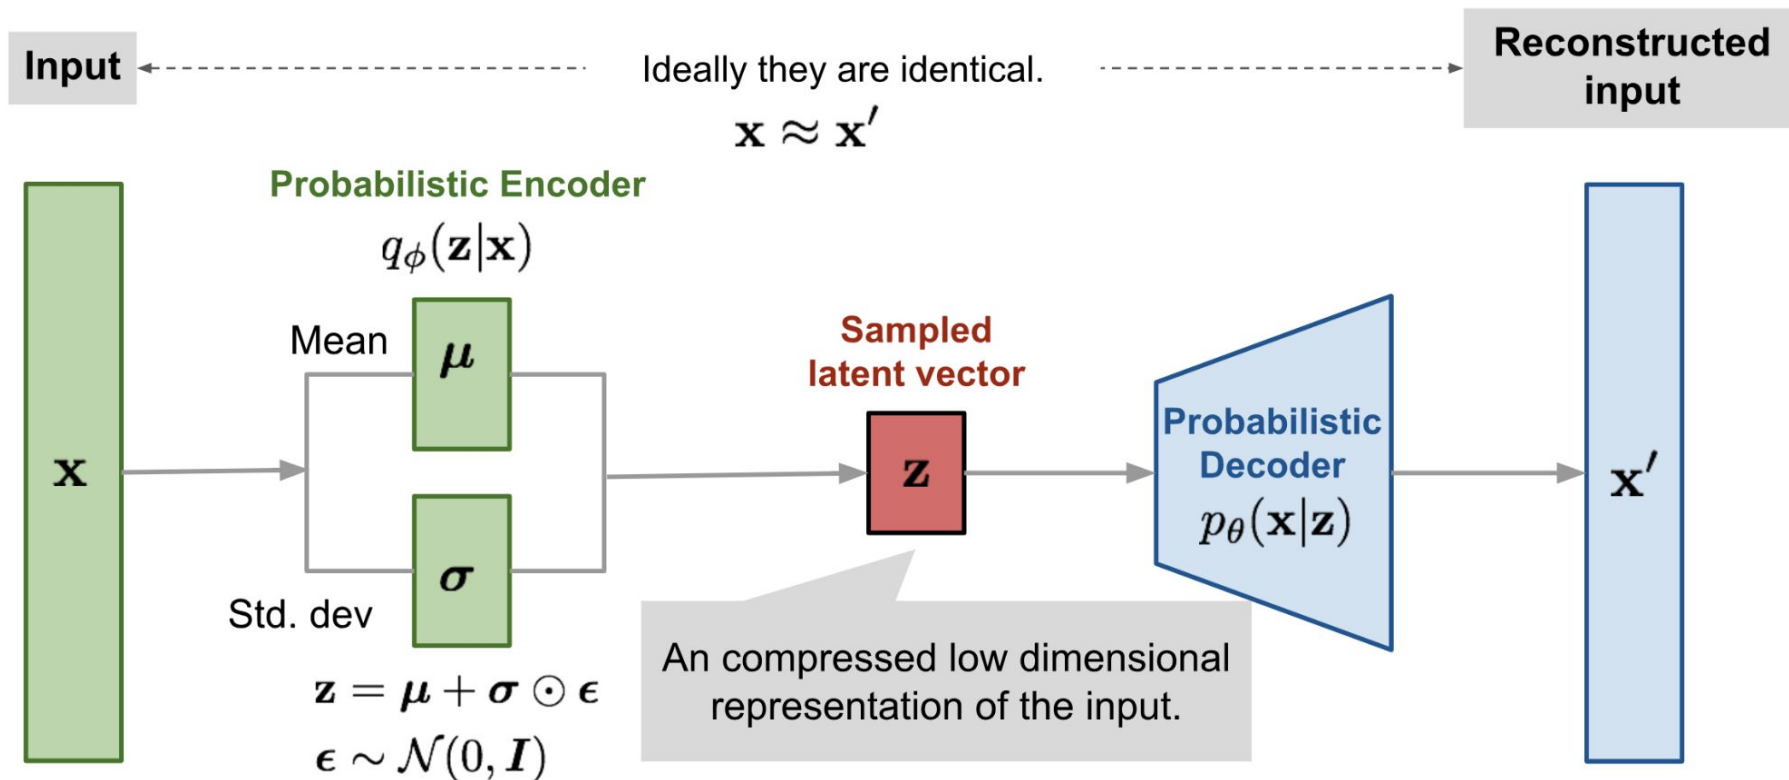 Input
Ideally they are identical.
x ≈ x′
Reconstructed
input
Probabilistic Encoder
qϕ(z|x)
Mean
μ
Std. dev
σ
z = μ + σ ⊙ ϵ
ϵ ∼ 𝒩(0, I)
x
Sampled
latent vector
z
An compressed low dimensional
representation of the input.
Probabilistic
Decoder
pθ(x|z)
x′